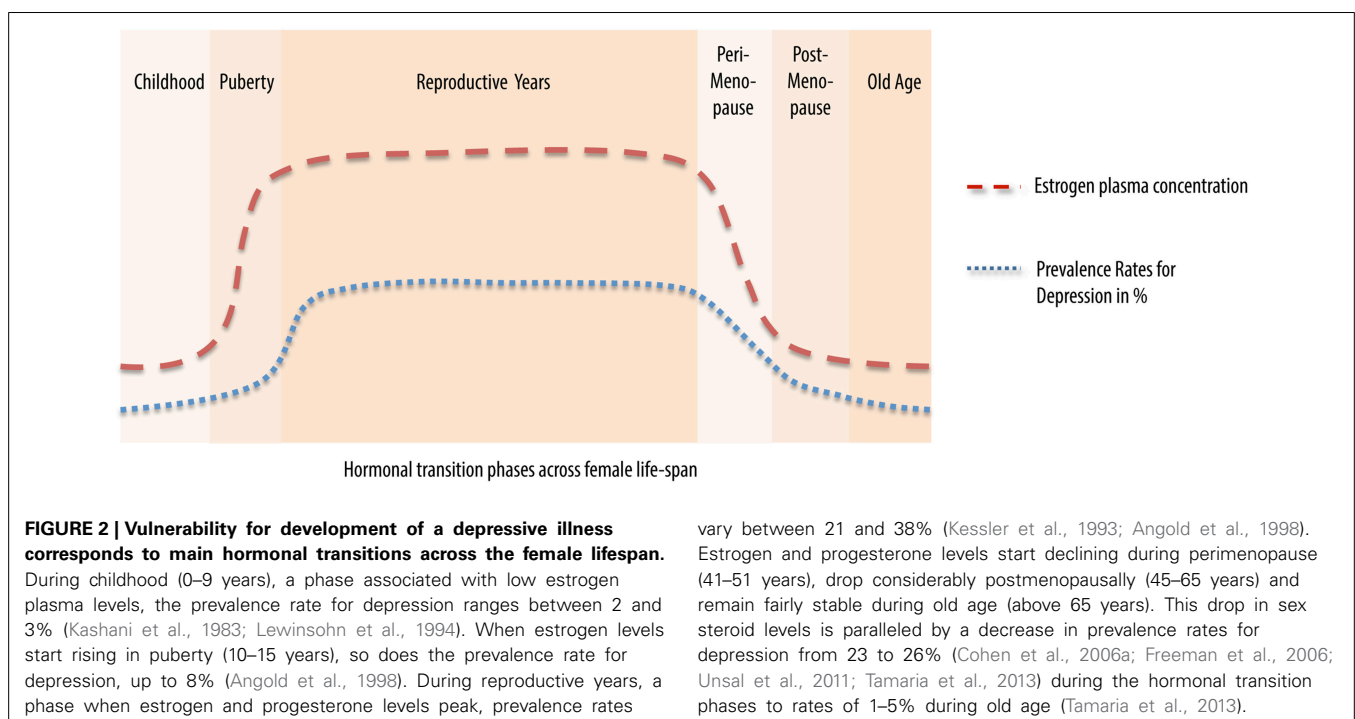 Childhood
Puberty
Reproductive Years
Peri-
Meno-
pause
Post-
Meno-
pause
Old Age
Estrogen plasma concentration
Prevalence Rates for
Depression in %
Hormonal transition phases across female life-span
FIGURE 2 | Vulnerability for development of a depressive illness
corresponds to main hormonal transitions across the female lifespan.
During childhood (0–9 years), a phase associated with low estrogen
plasma levels, the prevalence rate for depression ranges between 2 and
3% (Kashani et al., 1983; Lewinsohn et al., 1994). When estrogen levels
start rising in puberty (10–15 years), so does the prevalence rate for
depression, up to 8% (Angold et al., 1998). During reproductive years, a
phase when estrogen and progesterone levels peak, prevalence rates
vary between 21 and 38% (Kessler et al., 1993; Angold et al., 1998).
Estrogen and progesterone levels start declining during perimenopause
(41–51 years), drop considerably postmenopausally (45–65 years) and
remain fairly stable during old age (above 65 years). This drop in sex
steroid levels is paralleled by a decrease in prevalence rates for
depression from 23 to 26% (Cohen et al., 2006a; Freeman et al., 2006;
Unsal et al., 2011; Tamaria et al., 2013) during the hormonal transition
phases to rates of 1–5% during old age (Tamaria et al., 2013).